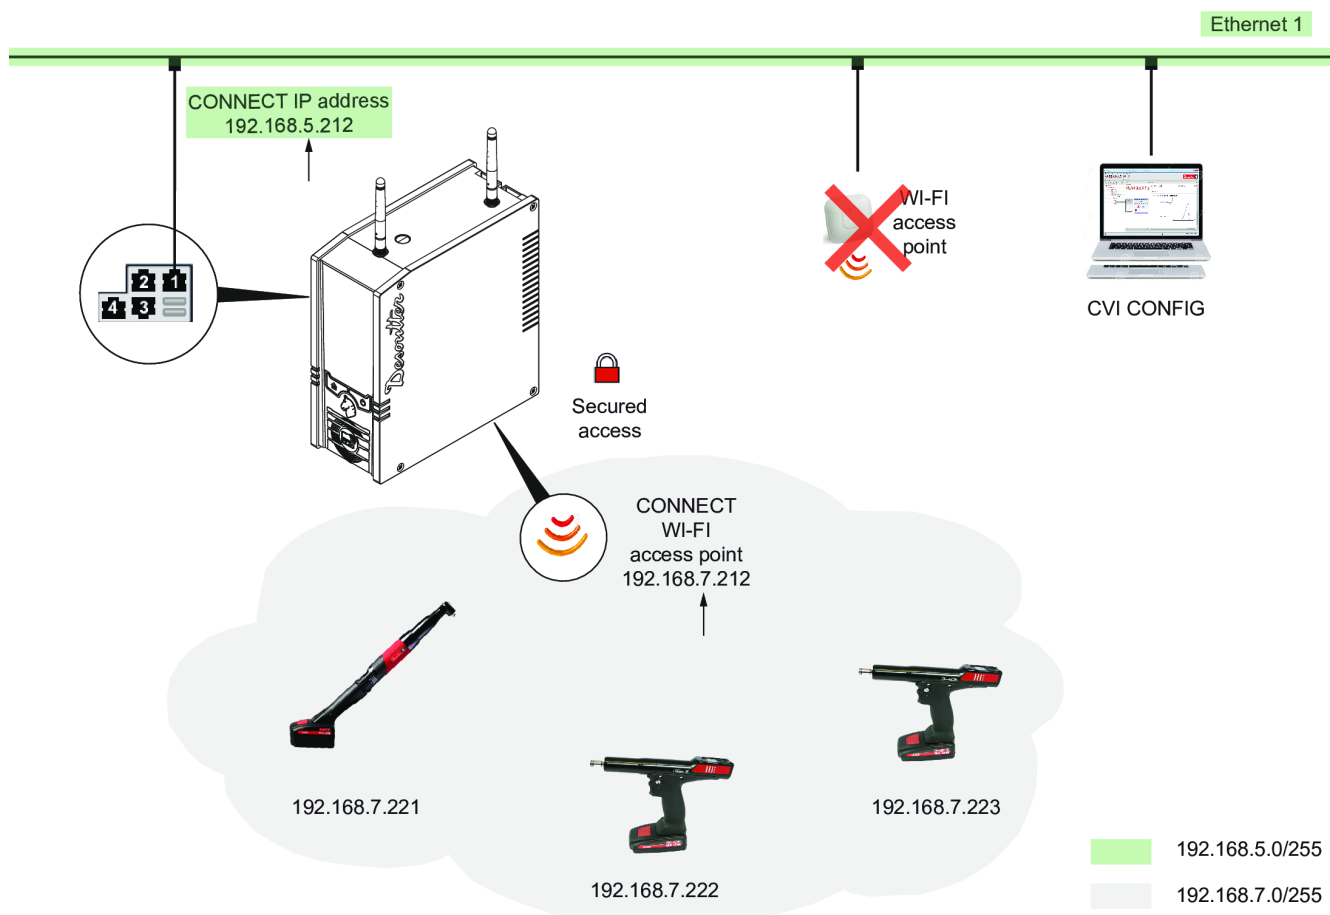 Ethernet 1
CONNECT IP address
192.168.5.212
WI-FI
access
point
2 1
4 3
CVI CONFIG
Desoutter
Secured
access
CONNECT
WI-FI
access point
192.168.7.212
192.168.7.221
192.168.7.223
192.168.7.222
192.168.5.0/255
192.168.7.0/255